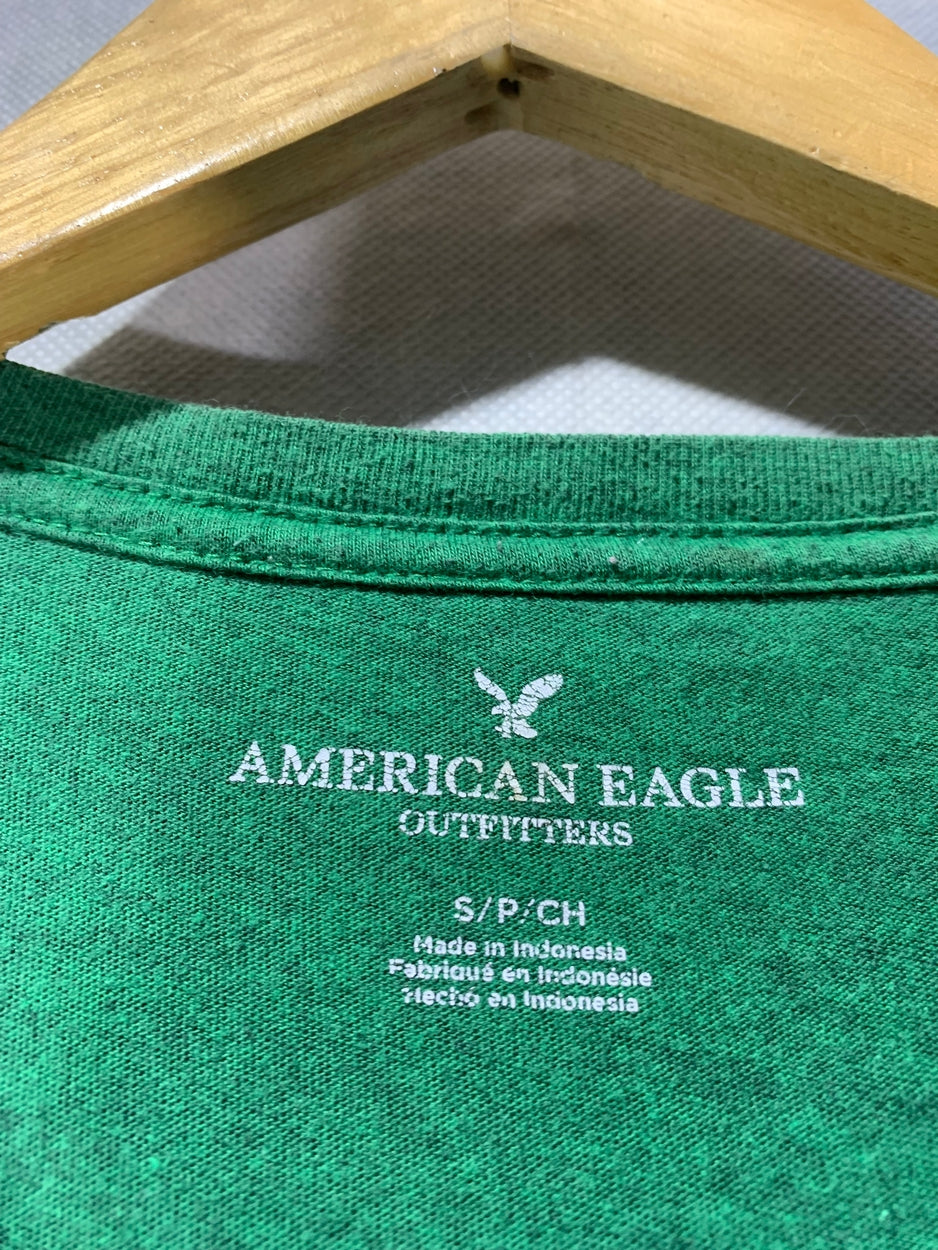 AMERICAN EAGLE
OUTFITTERS
S/P/CH
Made in Indonesia
Fabriqué en Indonésie
Hecho en Indonesia